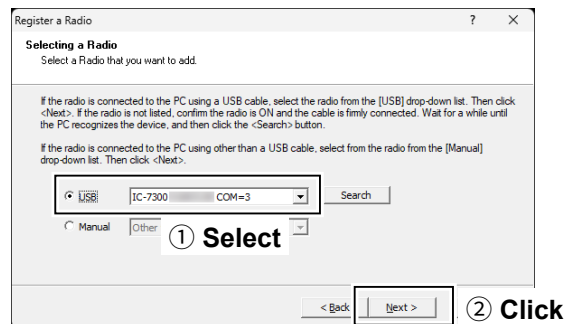 Register a Radio ? ×
Selecting a Radio
Select a Radio that you want to add.
If the radio is connected to the PC using a USB cable, select the radio from the [USB] drop-down list. Then click
<Next>. If the radio is not listed, confirm the radio is ON and the cable is firmly connected. Wait for a while until
the PC recognizes the device, and then click the <Search> button.
If the radio is connected to the PC using other than a USB cable, select from the radio from the [Manual]
drop-down list. Then click <Next>.
USB IC-7300 COM=3 Search
Manual Other
① Select
< Back Next > ② Click